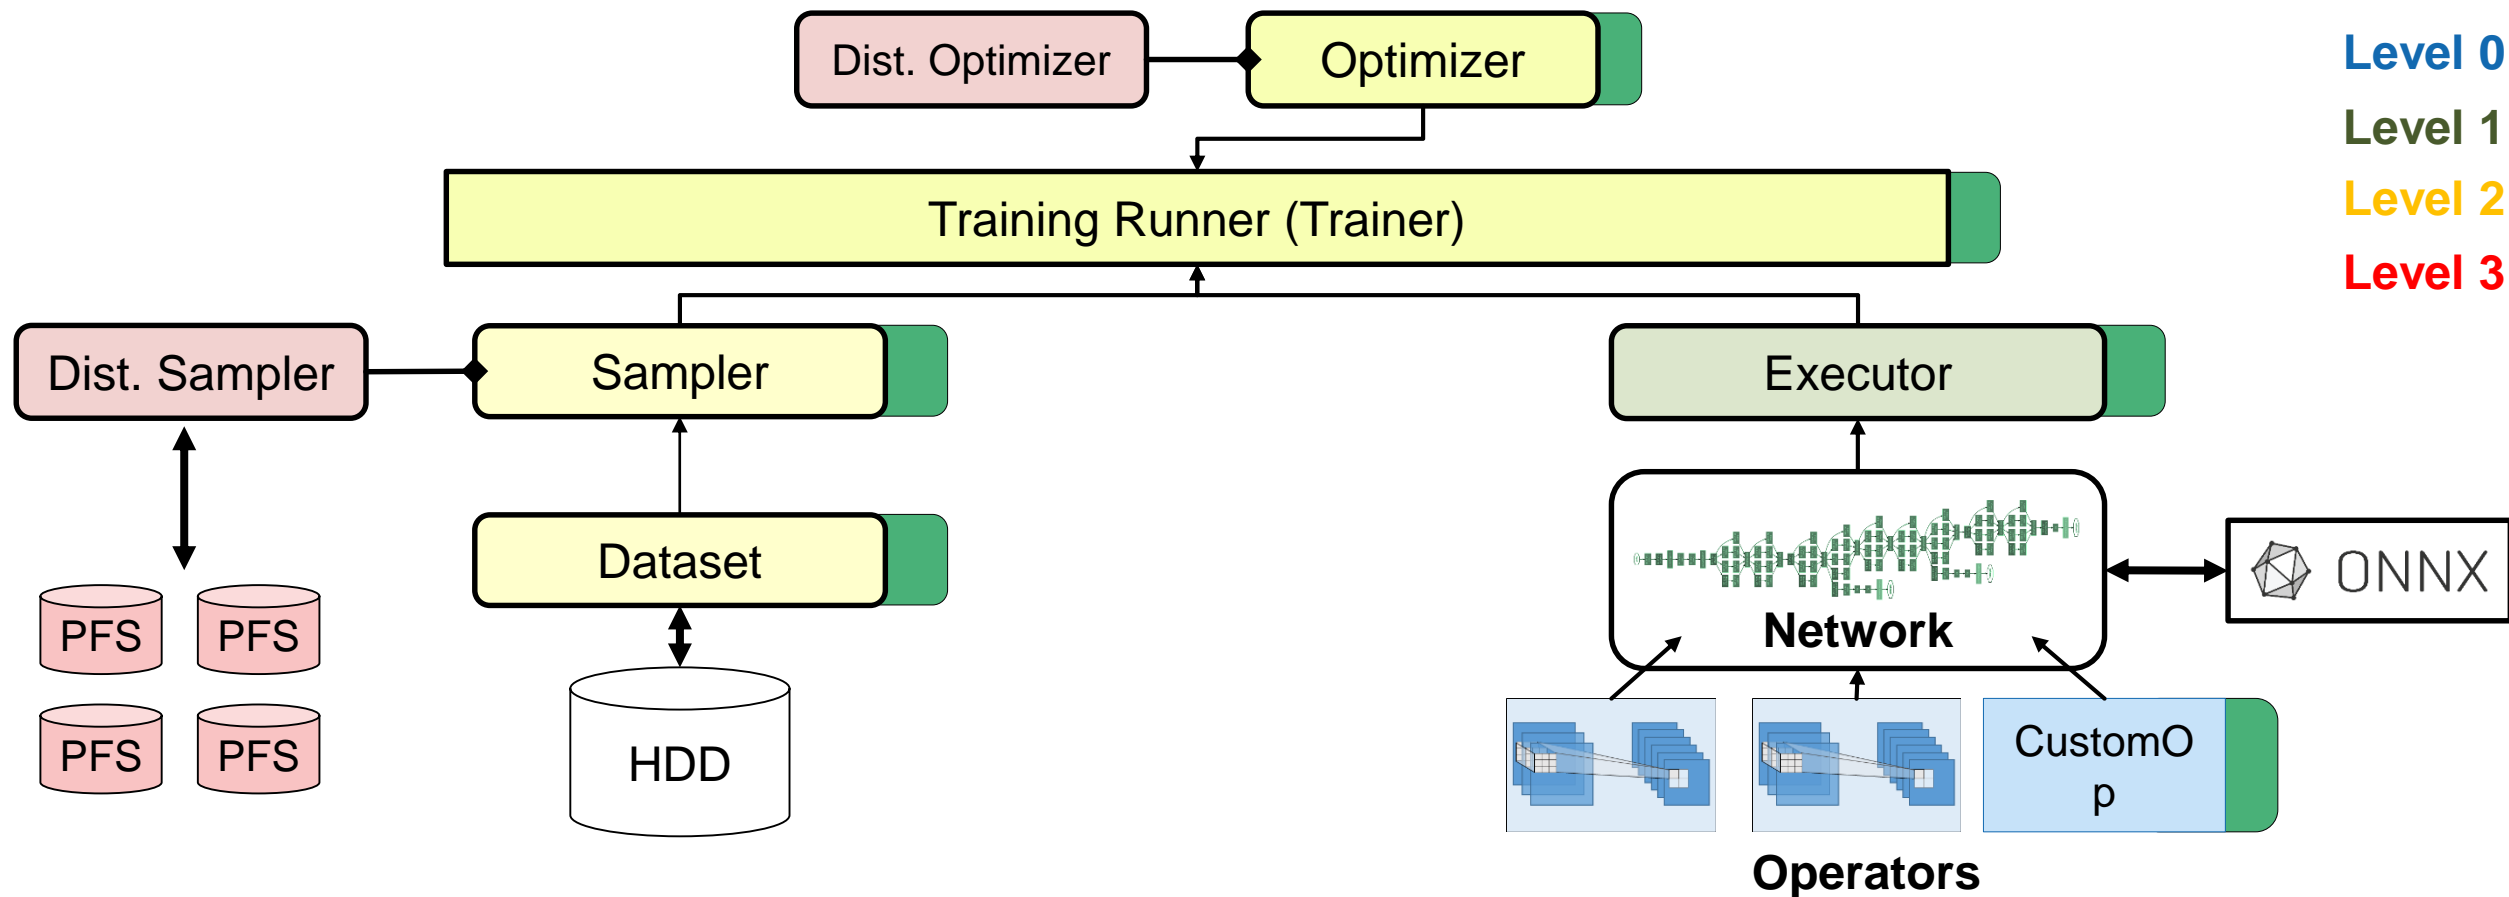 Dist. Optimizer
Optimizer
Level 0
Level 1
Level 2
Level 3
Training Runner (Trainer)
Dist. Sampler
Sampler
Executor
Dataset
Network
ONNX
PFS
PFS
PFS
PFS
HDD
CustomO
p
Operators